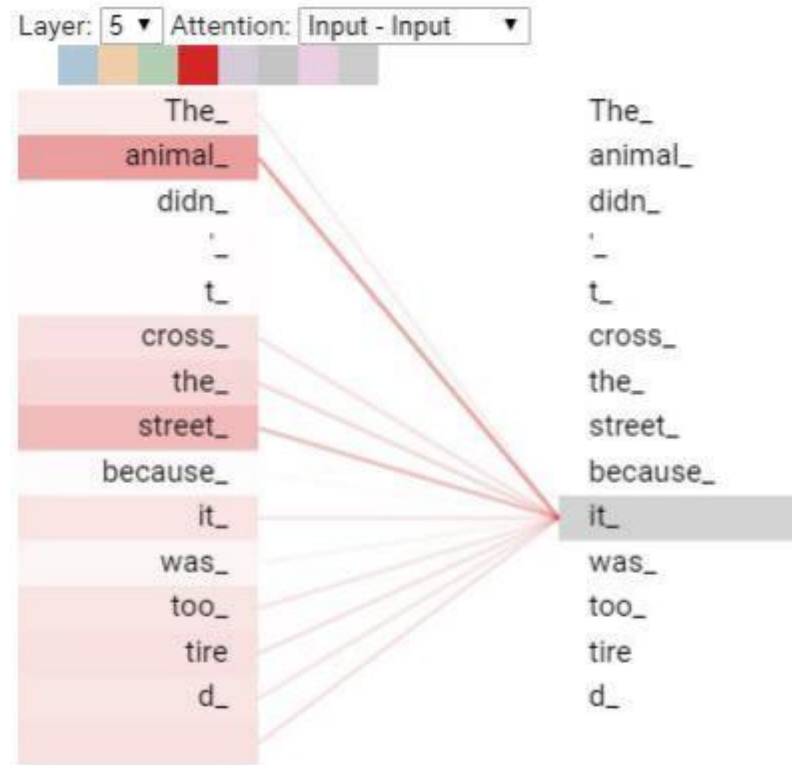 Layer: 5 Attention: Input - Input
The_ The_
animal_ animal_
didn_ didn_
'_ '_
t_ t_
cross_ cross_
the_ the_
street_ street_
because_ because_
it_ it_
was_ was_
too_ too_
tire tire
d_ d_